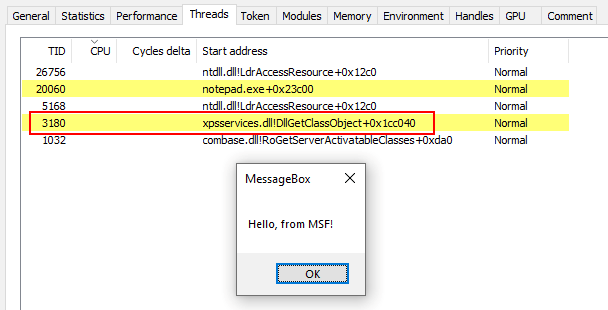 General Statistics Performance Threads Token Modules Memory Environment Handles GPU Comment
TID CPU Cycles delta Start address Priority
26756 ntdll.dll!LdrAccessResource+0x12c0 Normal
20060 notepad.exe+0x23c00 Normal
5168 ntdll.dll!LdrAccessResource+0x12c0 Normal
3180 xpsservices.dll!DllGetClassObject+0x1cc040 Normal
1032 combase.dll!RoGetServerActivatableClasses+0xda0 Normal
MessageBox
Hello, from MSF!
OK